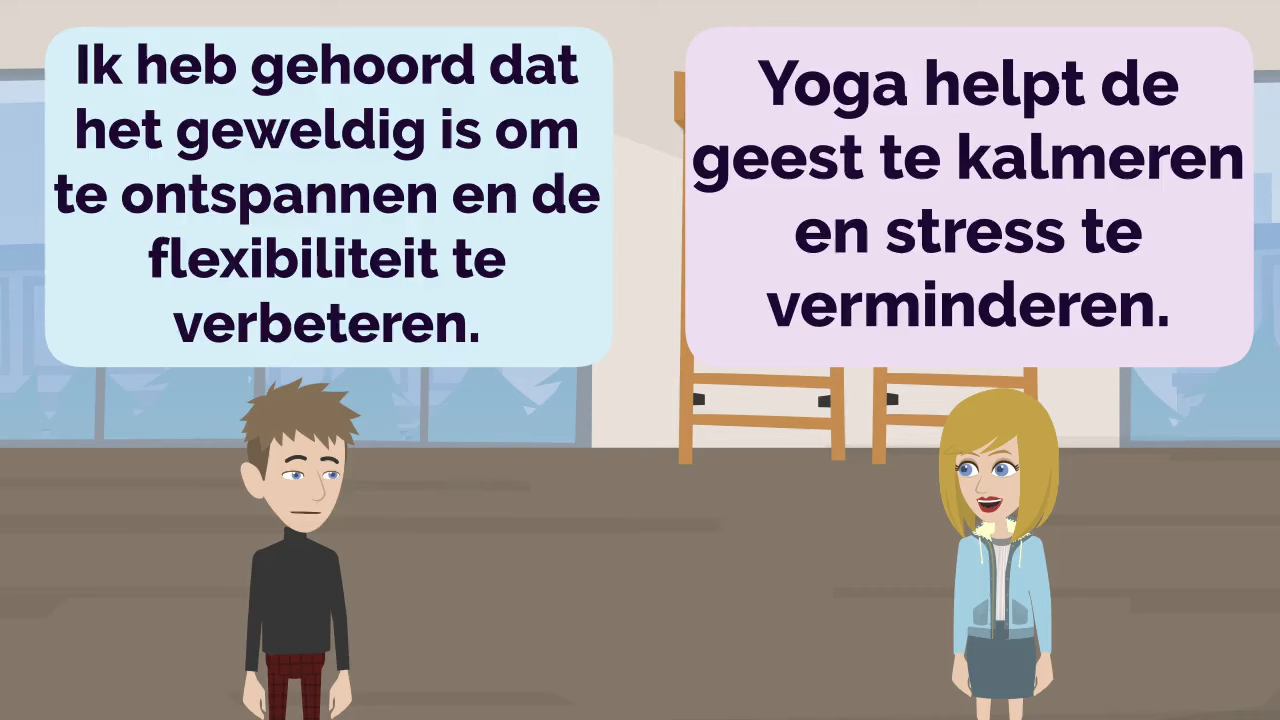 Ik heb gehoord dat
het geweldig is om
te ontspannen en de
flexibiliteit te
verbeteren.
Yoga helpt de
geest te kalmeren
en stress te
verminderen.